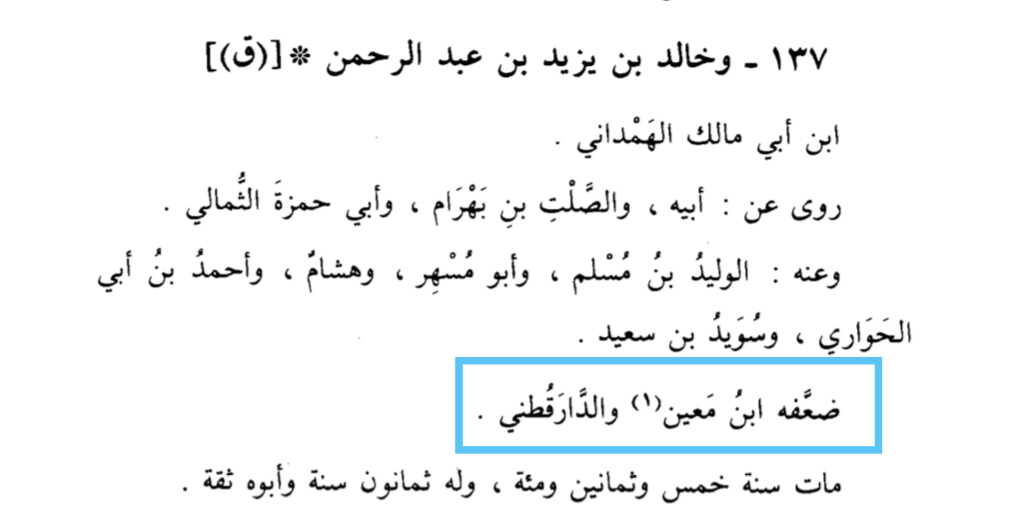 ١٣٧ ـ وخالد بن يزيد بن عبد الرحمن * [(ق)]
ابن أبي مالك الهَمْداني .
روى عن : أبيه ، والصَّلْتِ بنِ بَهْرَام ، وأبي حمزةَ الثُّمالي .
وعنه : الوليدُ بنُ مُسْلم ، وأبو مُسْهِر ، وهشامٌ ، وأحمدُ بنُ أبي
الحَوَاري ، وسُوَيدُ بن سعيد .
ضعَّفه ابنُ مَعين(١) والدَّارَقُطني .
مات سنة خمس وثمانين ومئة ، وله ثمانون سنة وأبوه ثقة .